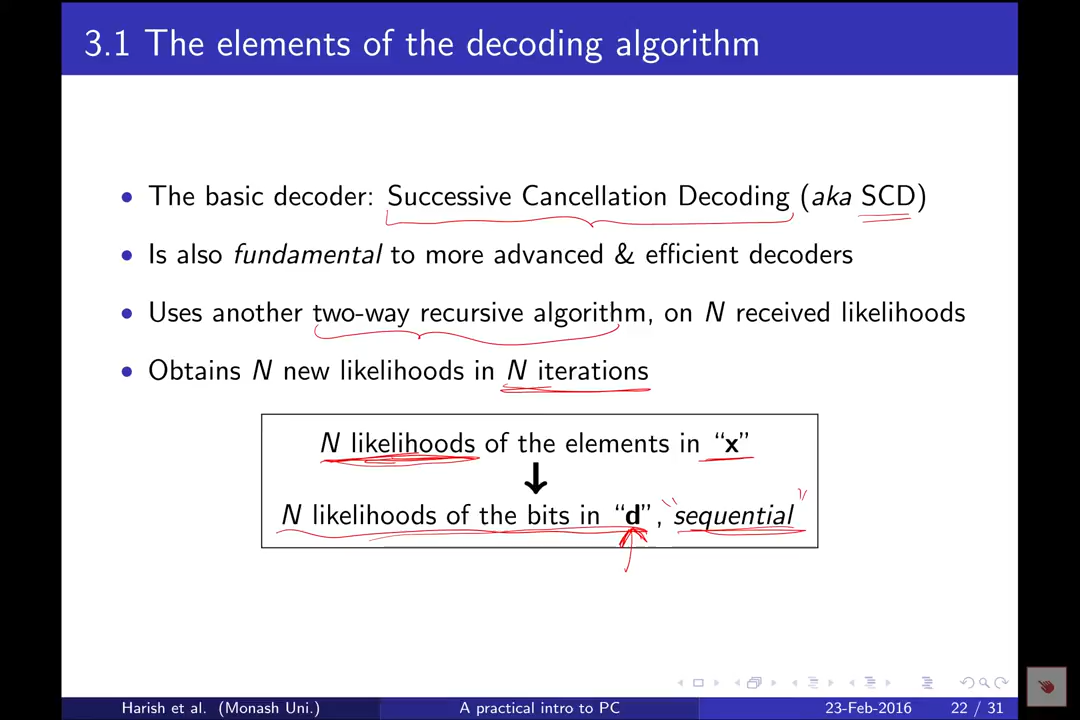 3.1 The elements of the decoding algorithm
• The basic decoder: Successive Cancellation Decoding (aka SCD)
• Is also fundamental to more advanced & efficient decoders
• Uses another two-way recursive algorithm, on N received likelihoods
• Obtains N new likelihoods in N iterations
N likelihoods of the elements in “x”
↓
N likelihoods of the bits in “d”, sequential
Harish et al. (Monash Uni.) A practical intro to PC 23-Feb-2016 22 / 31